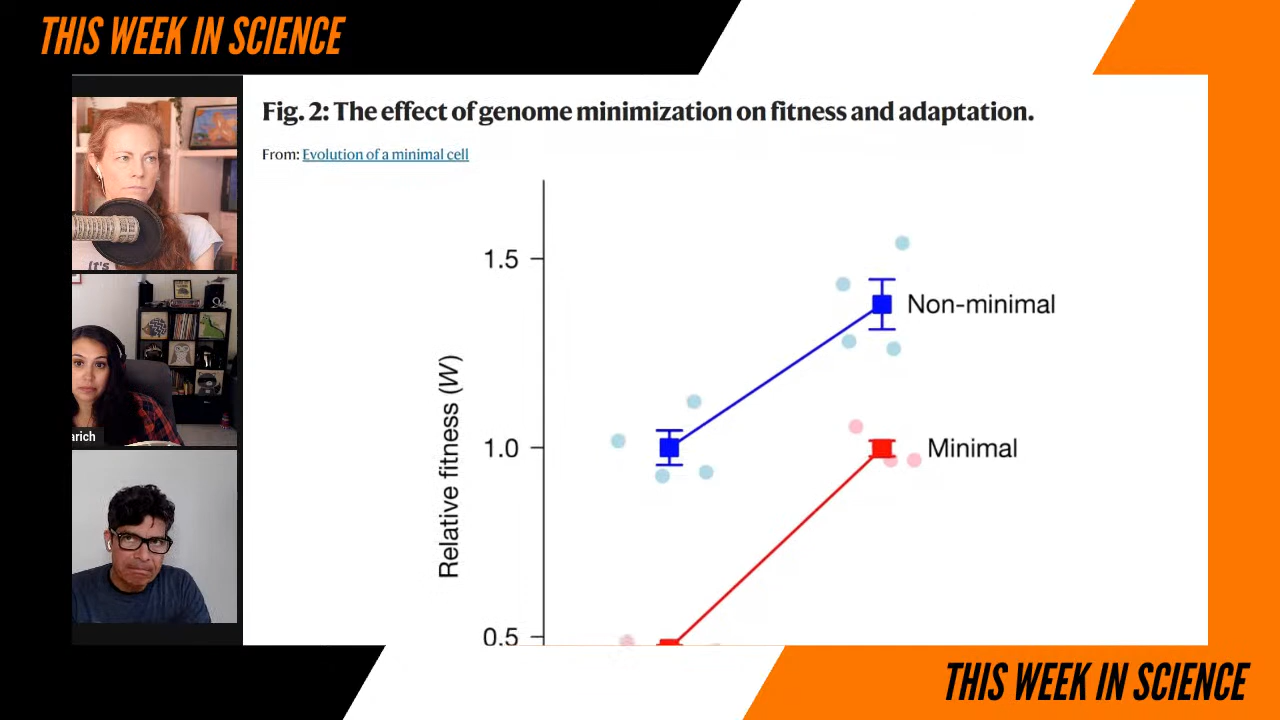 THIS WEEK IN SCIENCE
Fig. 2: The effect of genome minimization on fitness and adaptation.
From: Evolution of a minimal cell
1.5
Non-minimal
Relative fitness (W)
1.0
Minimal
0.5
It's
arich
THIS WEEK IN SCIENCE